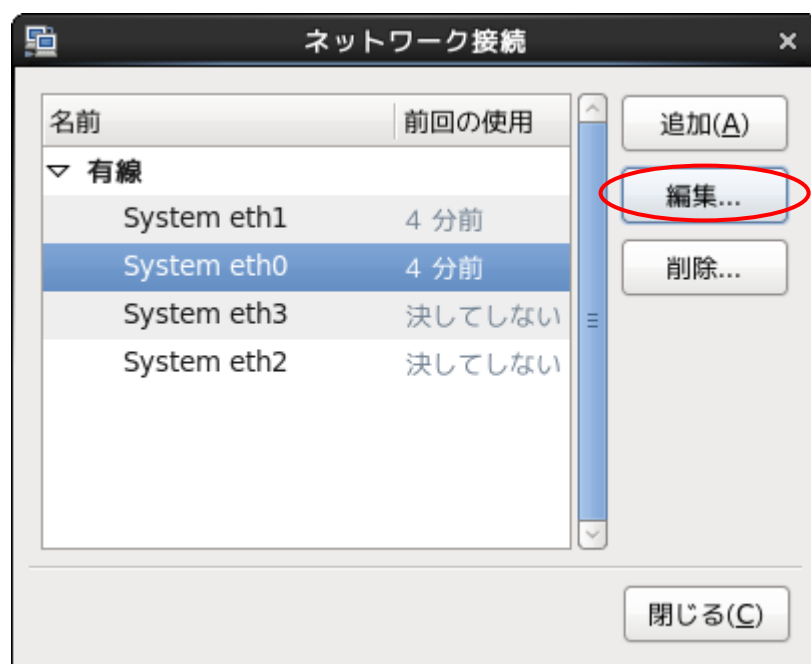 ネットワーク接続
名前 前回の使用
追加(A)
有線
編集...
System eth1 4 分前
System eth0 4 分前
削除...
System eth3 決してしない
System eth2 決してしない
閉じる(C)